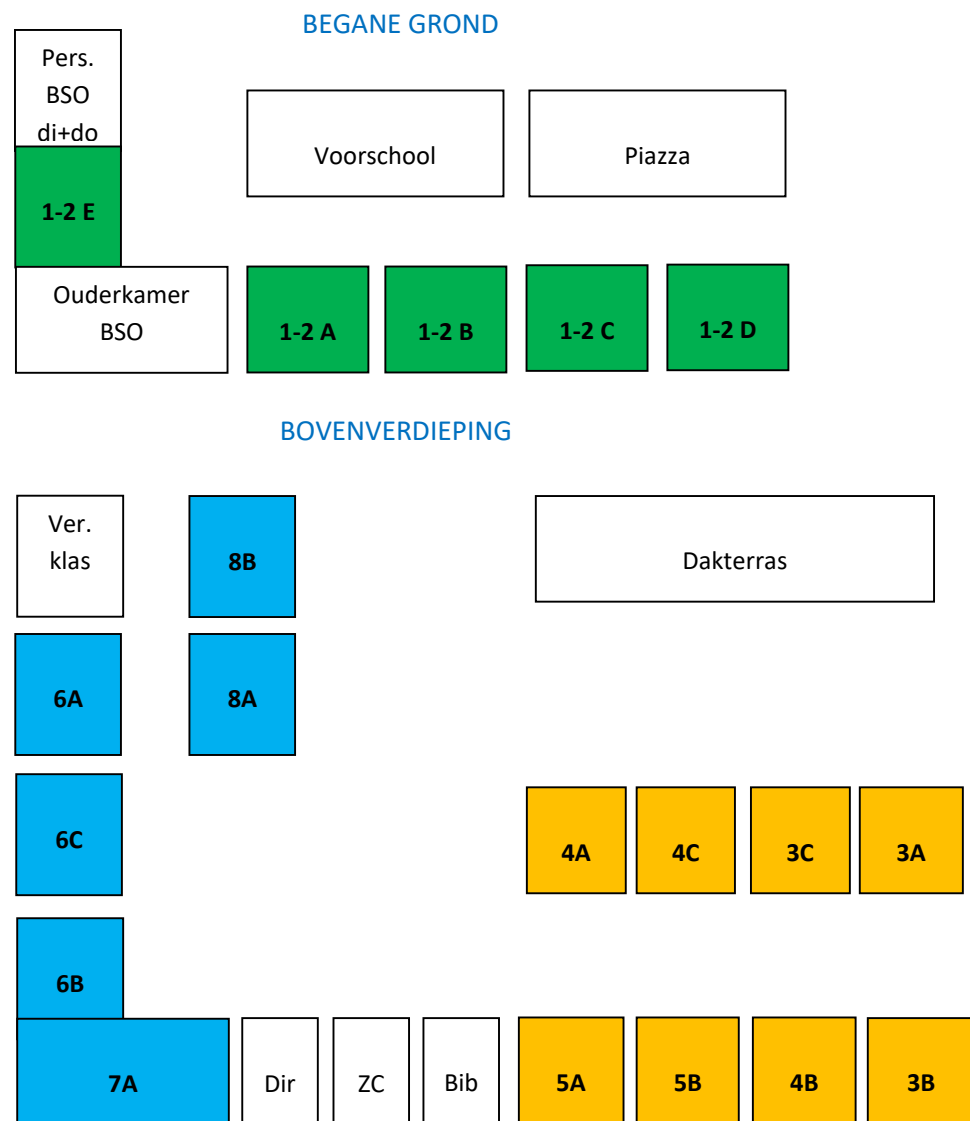 BEGANE GROND
Pers.
BSO
di+do
Voorschool
Piazza
1-2 E
Ouderkamer
BSO
1-2 A
1-2 B
1-2 C
1-2 D
BOVENVERDIEPING
Ver.
klas
8B
Dakterras
6A
8A
6C
4A
4C
3C
3A
6B
7A
Dir
ZC
Bib
5A
5B
4B
3B